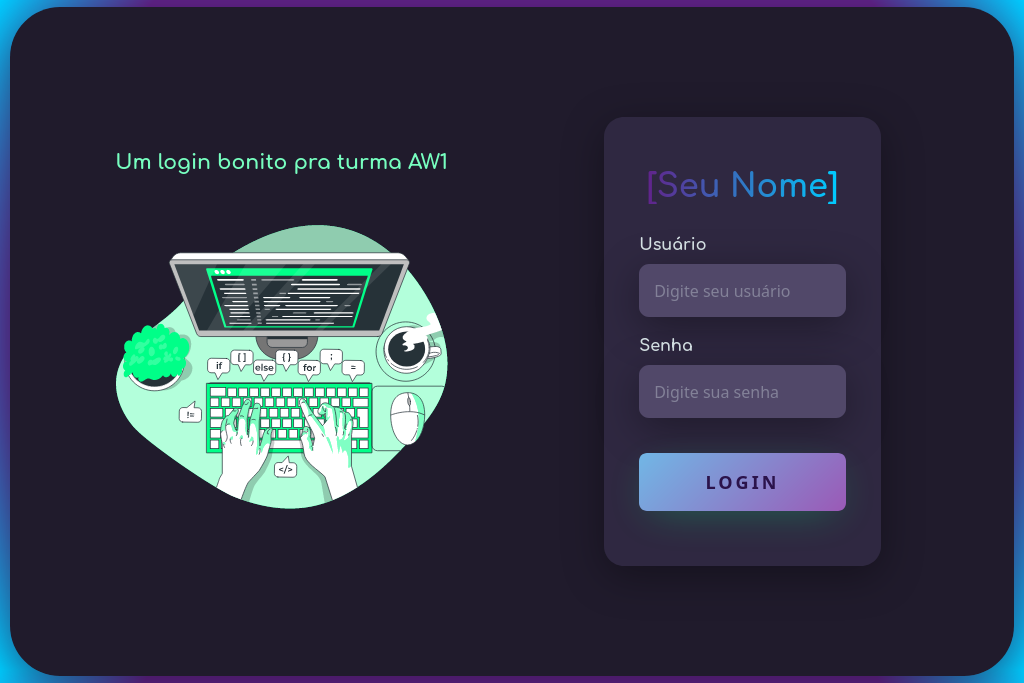 Um login bonito pra turma AW1
if
[ ]
else
{ }
for
;
=
!=
</>
[Seu Nome]
Usuário
Digite seu usuário
Senha
Digite sua senha
LOGIN